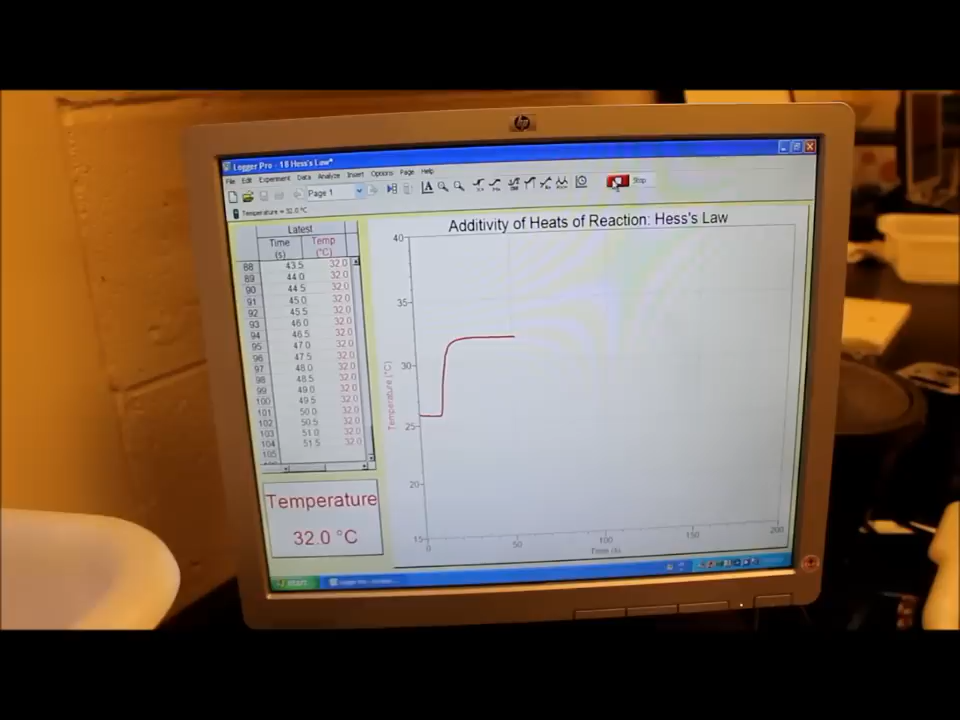 hp
Logger Pro - 18 Hess's Law*
File Edit Experiment Data Analyze Insert Options Page Help
Page 1
Stop
Temperature = 32.0 °C
Latest
Time Temp
(s) (°C)
88 43.5 32.0
89 44.0 32.0
90 44.5 32.0
91 45.0 32.0
92 45.5 32.0
93 46.0 32.0
94 46.5 32.0
95 47.0 32.0
96 47.5 32.0
97 48.0 32.0
98 48.5 32.0
99 49.0 32.0
100 49.5 32.0
101 50.0 32.0
102 50.5 32.0
103 51.0 32.0
104 51.5 32.0
105
Temperature
32.0 °C
Additivity of Heats of Reaction: Hess's Law
40
35
30
25
20
15
Temperature (°C)
0 50 100 150 200
Time (s)
start